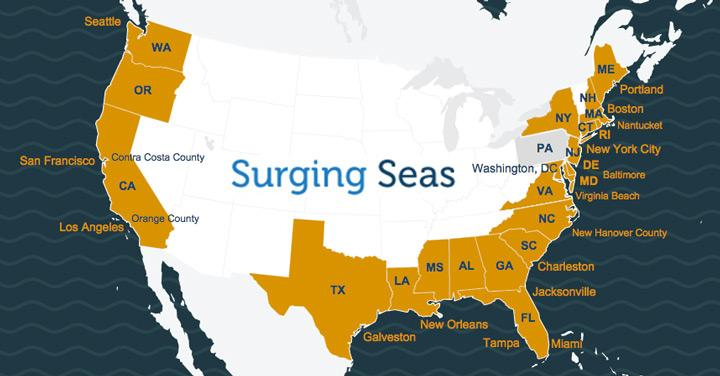 Seattle
WA
OR
ME
Portland
NH
MA
Boston
NY
CT
Nantucket
RI
PA
NJ
New York City
San Francisco
Contra Costa County
Washington, DC
DE
MD
Baltimore
Surging Seas
CA
VA
Virginia Beach
Orange County
NC
Los Angeles
New Hanover County
SC
MS
AL
GA
Charleston
LA
TX
Jacksonville
FL
New Orleans
Galveston
Tampa
Miami